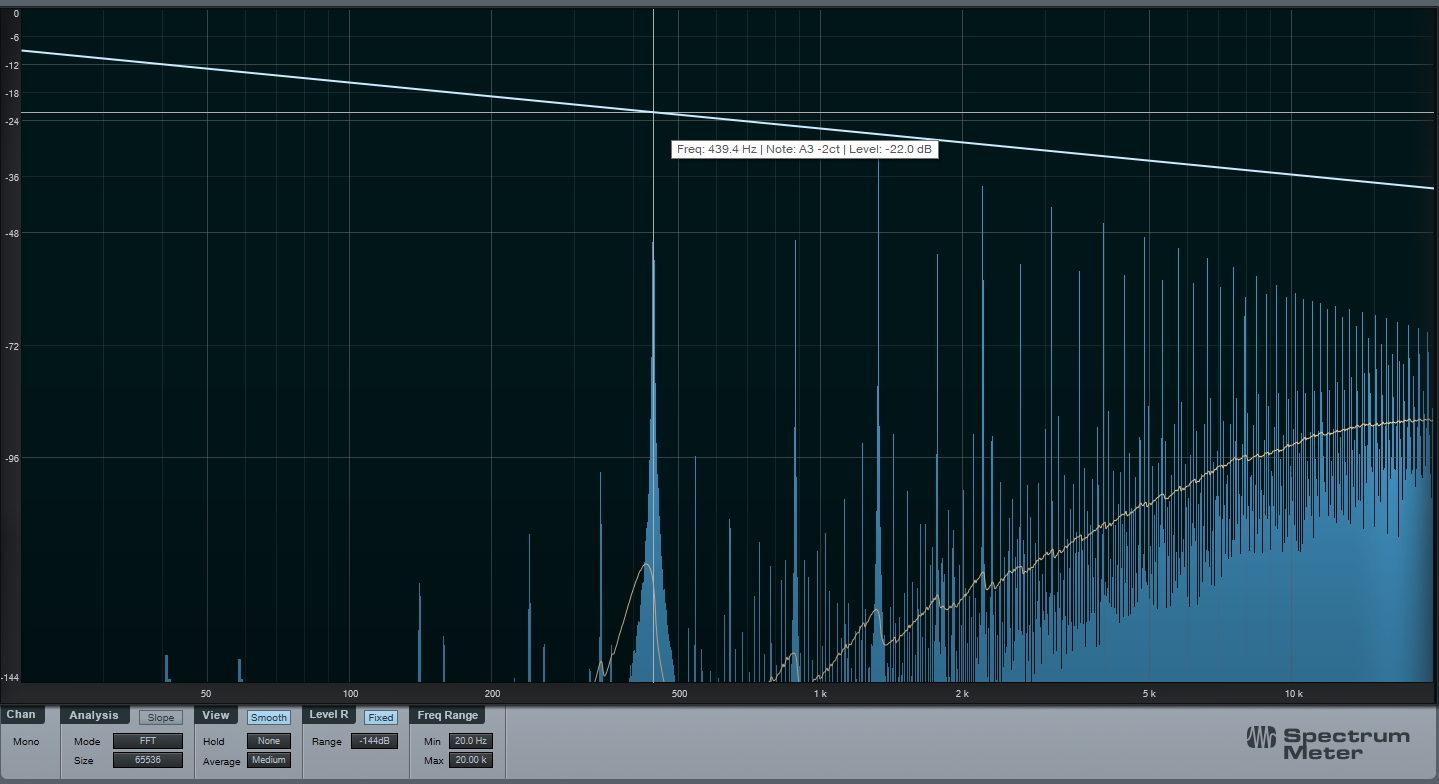 0
-6
-12
-18
-24
Freq: 439.4 Hz | Note: A3 -2ct | Level: -22.0 dB
-36
-48
-72
-96
-144
50 100 200 500 1 k 2 k 5 k 10 k
Chan Analysis Slope View Smooth Level R Fixed Freq Range
Mono Mode FFT Hold None Range -144dB Min 20.0 Hz
Size 65536 Average Medium Max 20.00 k
Spectrum
Meter